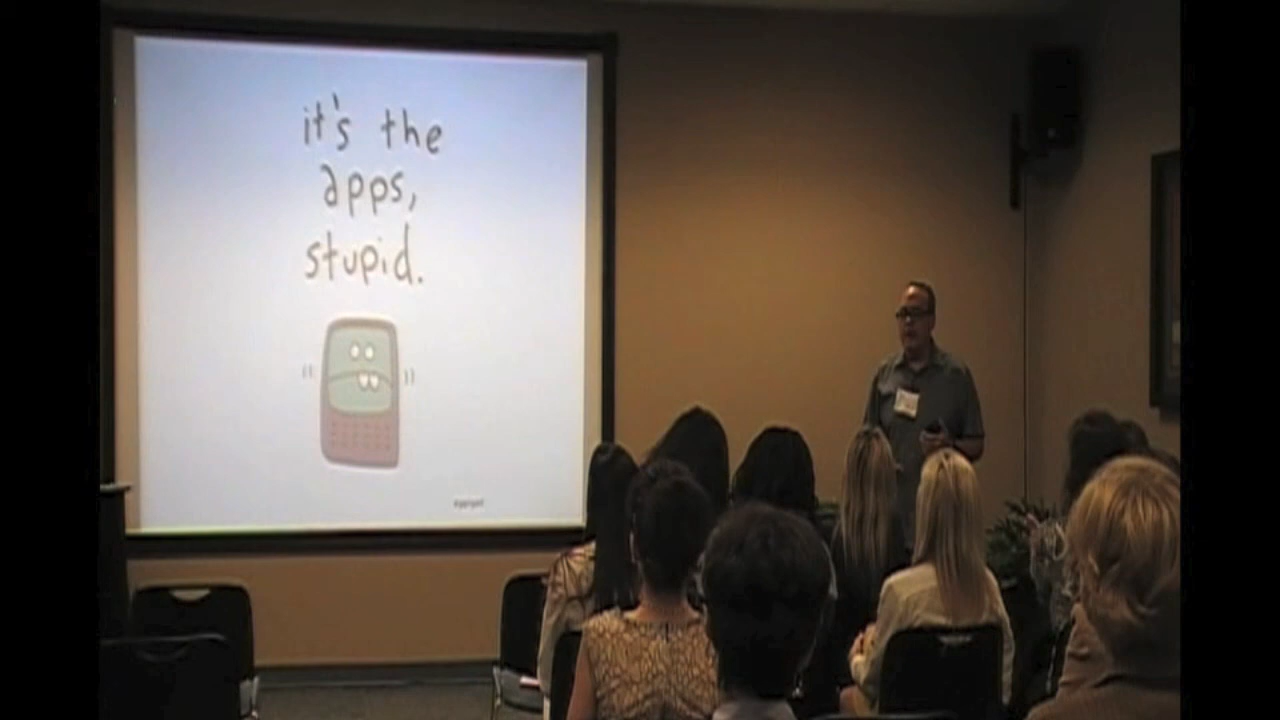 it's the
apps,
stupid.